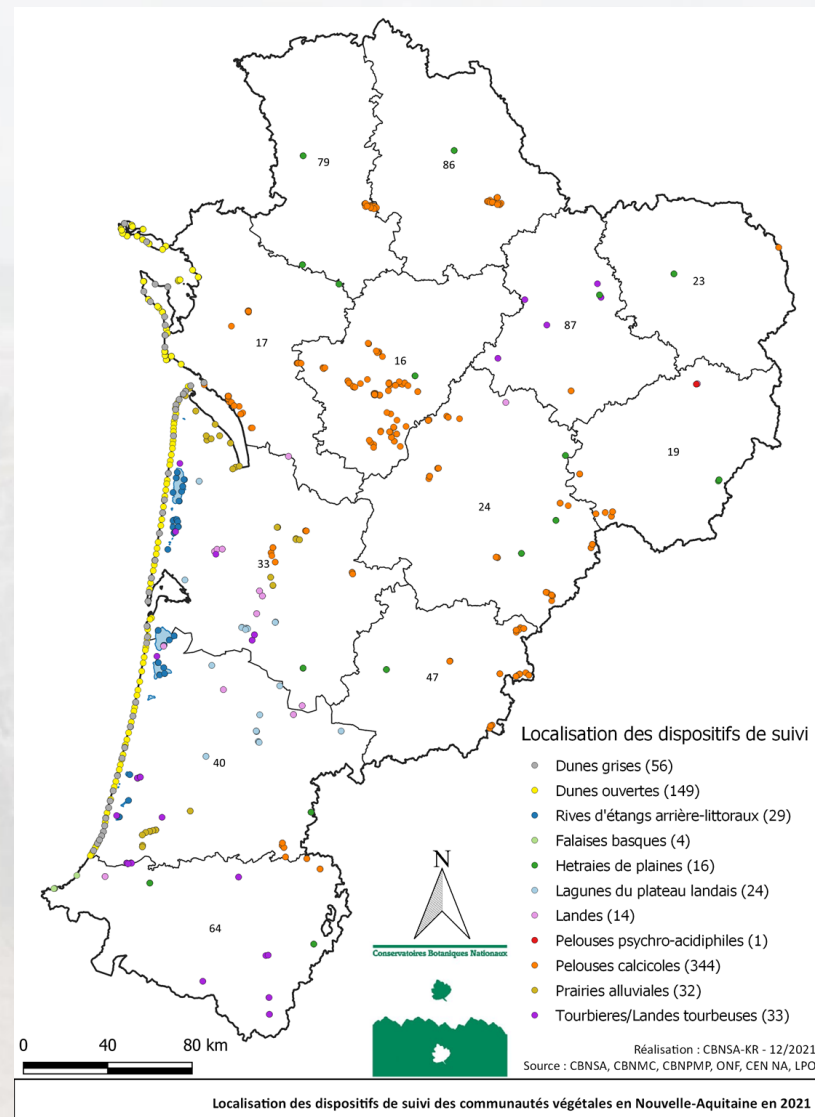 79
86
23
87
17
16
19
24
33
47
40
64
Localisation des dispositifs de suivi
Dunes grises (56)
Dunes ouvertes (149)
Rives d'étangs arrière-littoraux (29)
Falaises basques (4)
Hetraies de plaines (16)
Lagunes du plateau landais (24)
Landes (14)
Pelouses psychro-acidiphiles (1)
Pelouses calcicoles (344)
Prairies alluviales (32)
Tourbieres/Landes tourbeuses (33)
N
Conservatoires Botaniques Nationaux
0 40 80 km
Réalisation : CBNSA-KR - 12/2021
Source : CBNSA, CBNMC, CBNPMP, ONF, CEN NA, LPO
Localisation des dispositifs de suivi des communautés végétales en Nouvelle-Aquitaine en 2021